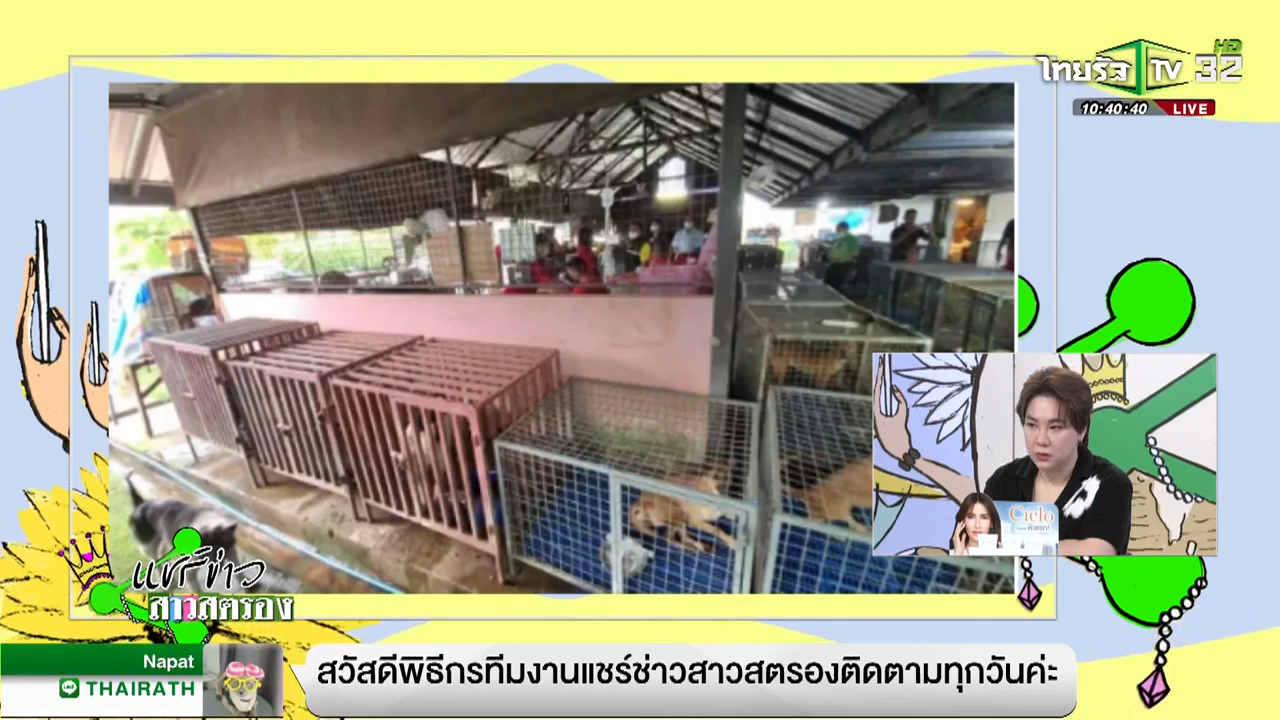 ไทยรัฐ TV HD 32
10:40:40 LIVE
Cielo
แชร์ข่าว
สาวสตรอง
Napat
THAIRATH
สวัสดีพิธีกรทีมงานแชร์ช่าวสาวสตรองติดตามทุกวันค่ะ